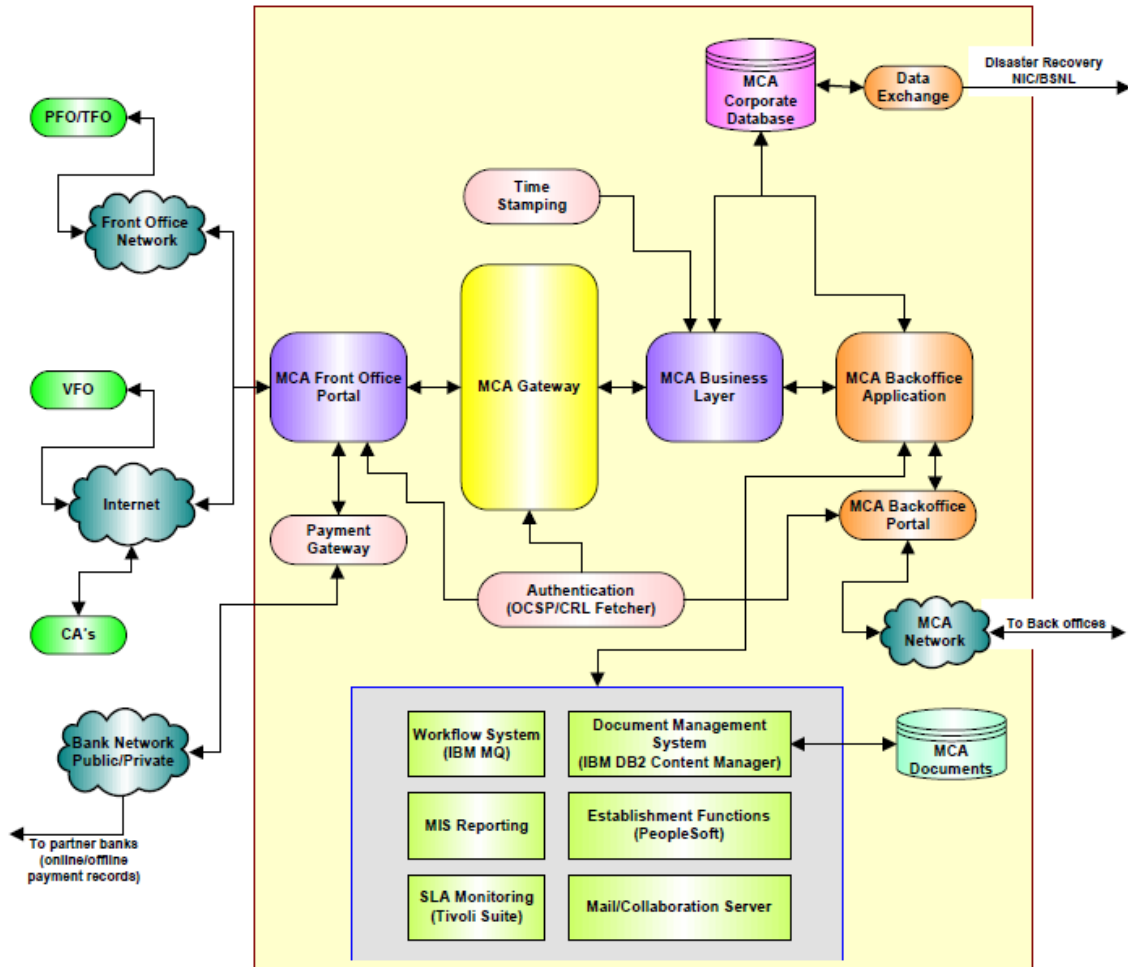 Disaster Recovery
NIC/BSNL
MCA
Corporate
Database
Data
Exchange
PFO/TFO
Time
Stamping
Front Office
Network
MCA Front Office
Portal
MCA Gateway
MCA Business
Layer
MCA Backoffice
Application
VFO
Internet
Payment
Gateway
MCA Backoffice
Portal
Authentication
(OCSP/CRL Fetcher)
CA's
MCA
Network
To Back offices
Bank Network
Public/Private
Workflow System
(IBM MQ)
Document Management
System
(IBM DB2 Content Manager)
MCA
Documents
MIS Reporting
Establishment Functions
(PeopleSoft)
To partner banks
(online/offline
payment records)
SLA Monitoring
(Tivoli Suite)
Mail/Collaboration Server